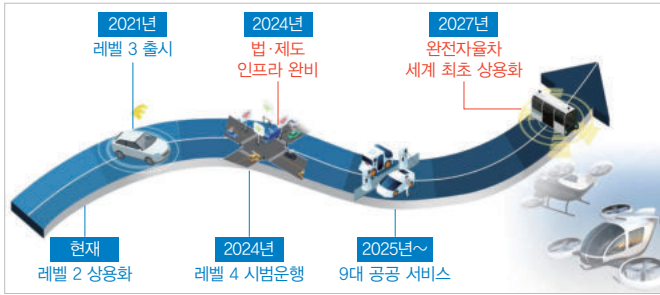 2021년
레벨 3 출시
2024년
법·제도
인프라 완비
2027년
완전자율차
세계 최초 상용화
현재
레벨 2 상용화
2024년
레벨 4 시범운행
2025년~
9대 공공 서비스